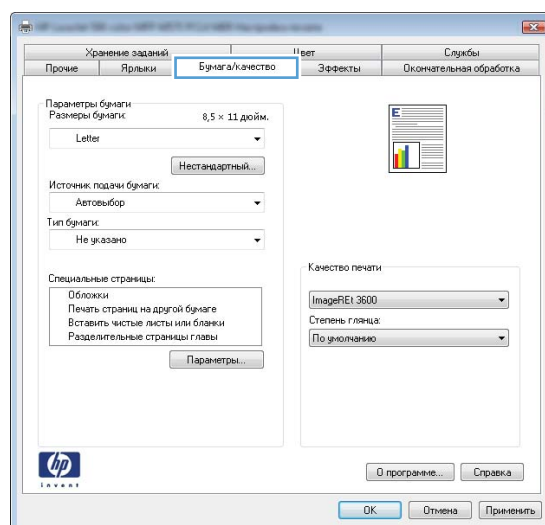 Хранение заданий Цвет Службы
Прочие Ярлыки Бумага/качество Эффекты Окончательная обработка
Параметры бумаги
Размеры бумаги: 8,5 × 11 дюйм.
Letter
Нестандартный...
Источник подачи бумаги:
Автовыбор
Тип бумаги:
Не указано
Специальные страницы:
Обложки
Печать страниц на другой бумаге
Вставить чистые листы или бланки
Разделительные страницы главы
Параметры...
E
Качество печати
ImageREt 3600
Степень глянца:
По умолчанию
hp
invent
О программе... Справка
OK Отмена Применить